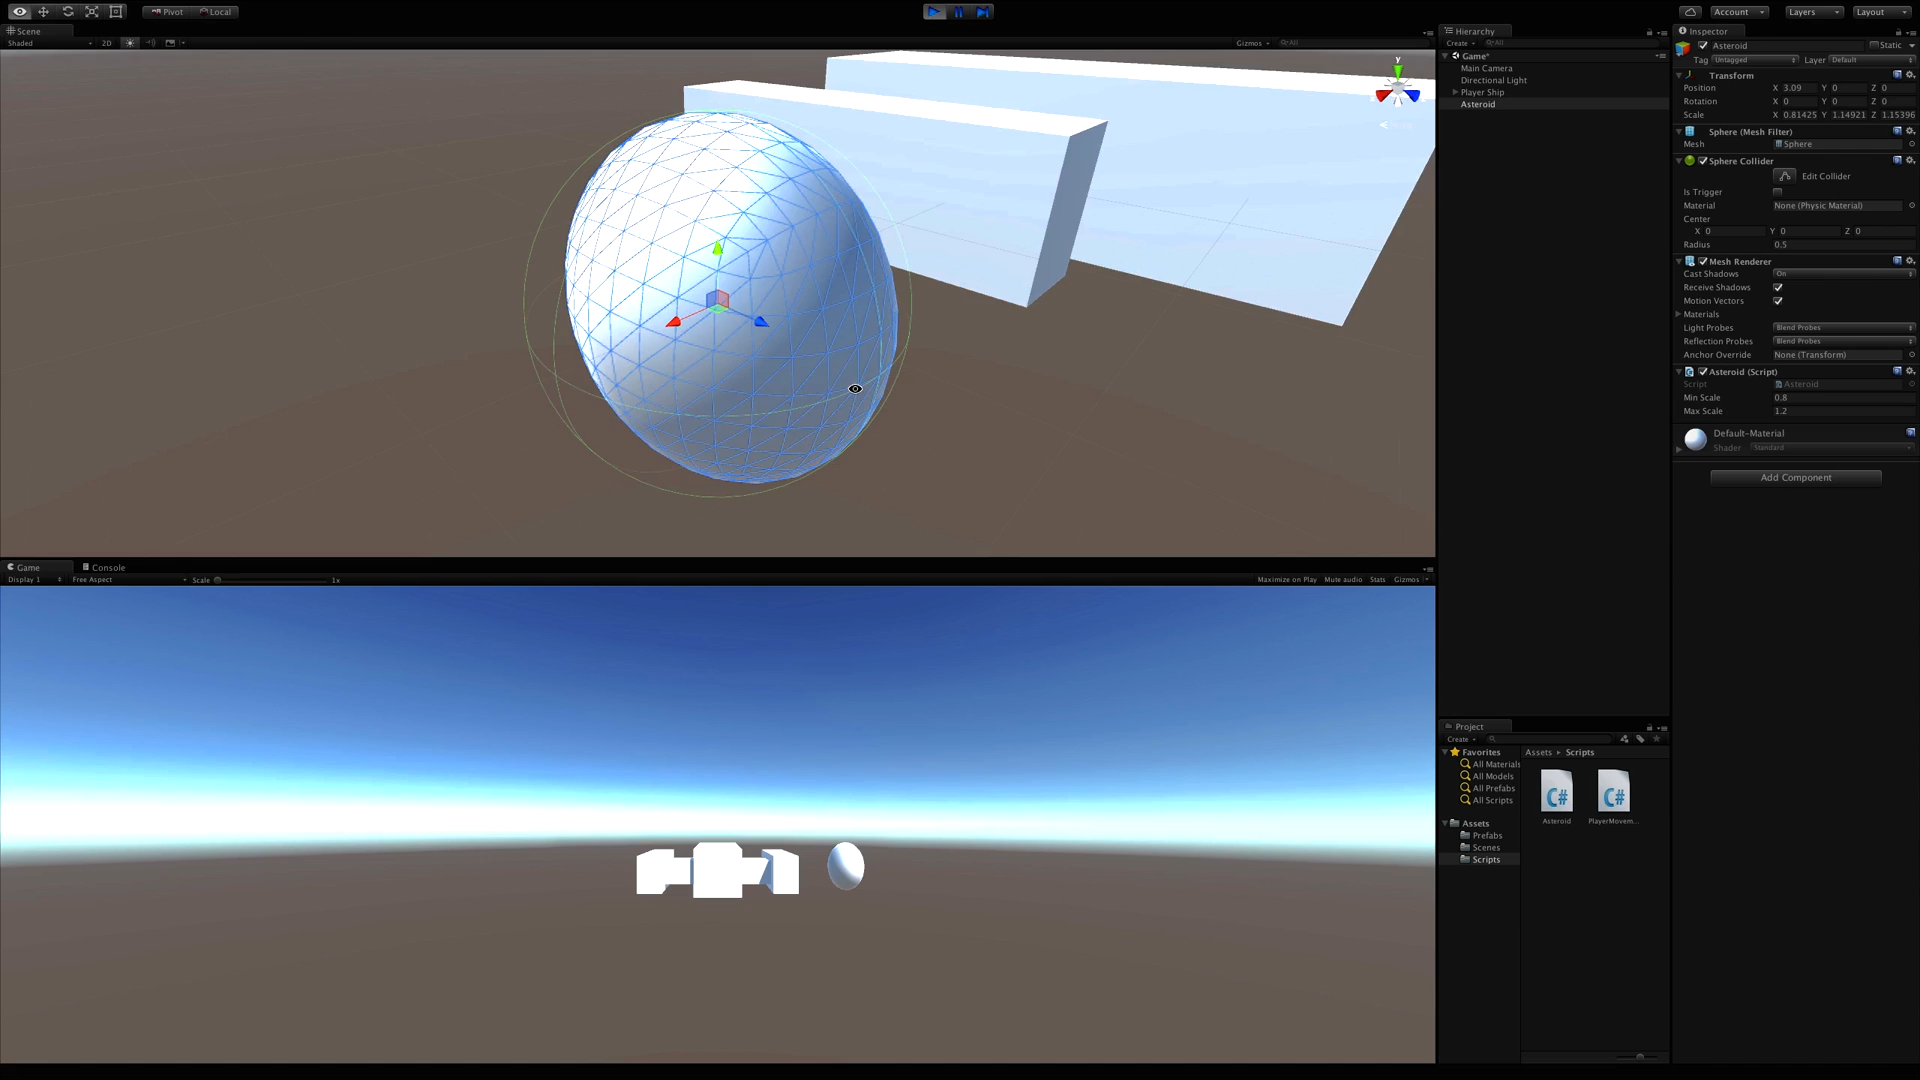 Pivot Local
Account Layers Layout
Scene
Shaded 2D Gizmos All
y
Game Console
Display 1 Free Aspect Scale 1x Maximize on Play Mute audio Stats Gizmos
Hierarchy
Create All
Game*
Main Camera
Directional Light
Player Ship
Asteroid
Project
Create
Favorites
All Materials
All Models
All Prefabs
All Scripts
Assets
Prefabs
Scenes
Scripts
Assets Scripts
Asteroid PlayerMovem...
C# C#
Inspector
Asteroid Static
Tag Untagged Layer Default
Transform
Position X 3.09 Y 0 Z 0
Rotation X 0 Y 0 Z 0
Scale X 0.81425 Y 1.14921 Z 1.15396
Sphere (Mesh Filter)
Mesh Sphere
Sphere Collider
Edit Collider
Is Trigger
Material None (Physic Material)
Center
X 0 Y 0 Z 0
Radius 0.5
Mesh Renderer
Cast Shadows On
Receive Shadows
Motion Vectors
Materials
Light Probes Blend Probes
Reflection Probes Blend Probes
Anchor Override None (Transform)
Asteroid (Script)
Script Asteroid
Min Scale 0.8
Max Scale 1.2
Default-Material
Shader Standard
Add Component